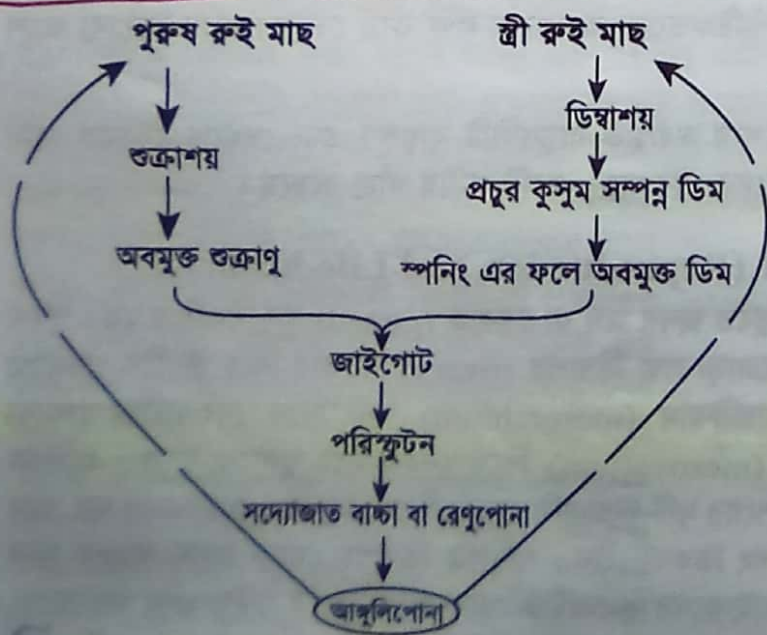 পুরুষ রুই মাছ
স্ত্রী রুই মাছ
ডিম্বাশয়
শুক্রাশয়
প্রচুর কুসুম সম্পন্ন ডিম
অবমুক্ত শুক্রাণু
স্পনিং এর ফলে অবমুক্ত ডিম
জাইগোট
পরিস্ফুটন
সদ্যোজাত বাচ্চা বা রেণুপোনা
আঙ্গুলিপোনা